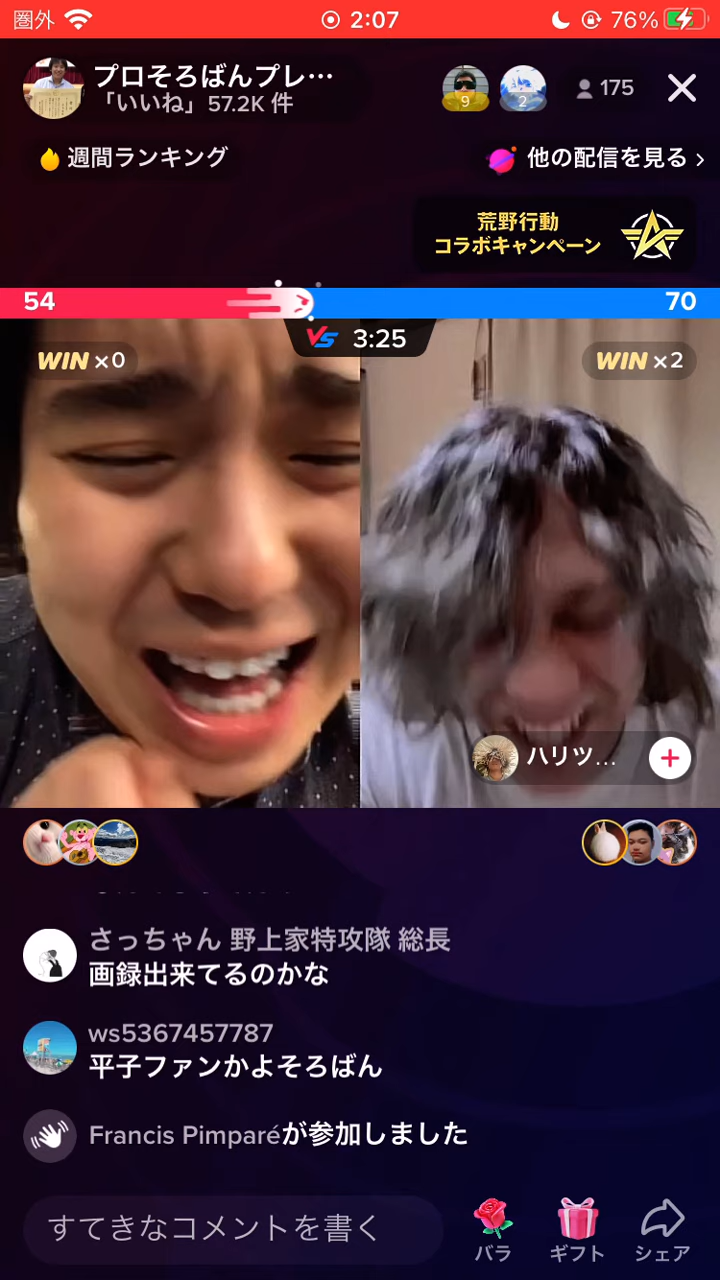 圏外 2:07 76%
プロそろばんプレ…
「いいね」57.2K 件
9 2 175
週間ランキング 他の配信を見る
荒野行動
コラボキャンペーン
54 70
VS 3:25
WIN ×0 WIN ×2
ハリツ…
さっちゃん 野上家特攻隊 総長
画録出来てるのかな
ws5367457787
平子ファンかよそろばん
Francis Pimparéが参加しました
すてきなコメントを書く
バラ ギフト シェア